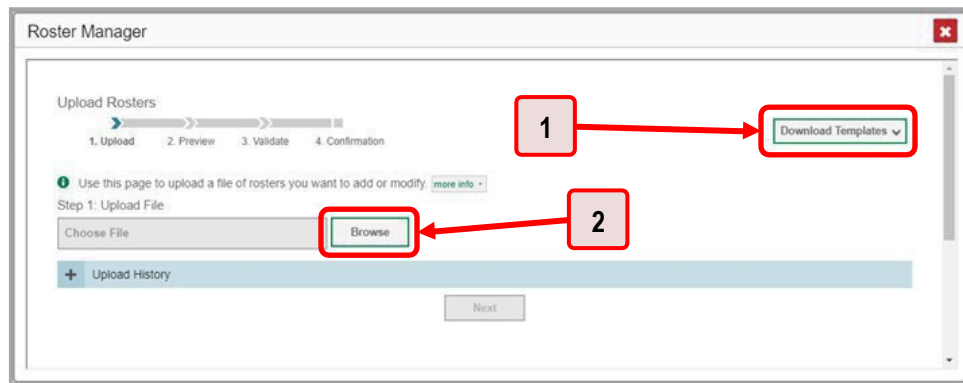 Roster Manager
Upload Rosters
1. Upload 2. Preview 3. Validate 4. Confirmation
1
Download Templates
Use this page to upload a file of rosters you want to add or modify. more info
Step 1: Upload File
Choose File Browse
2
+ Upload History
Next